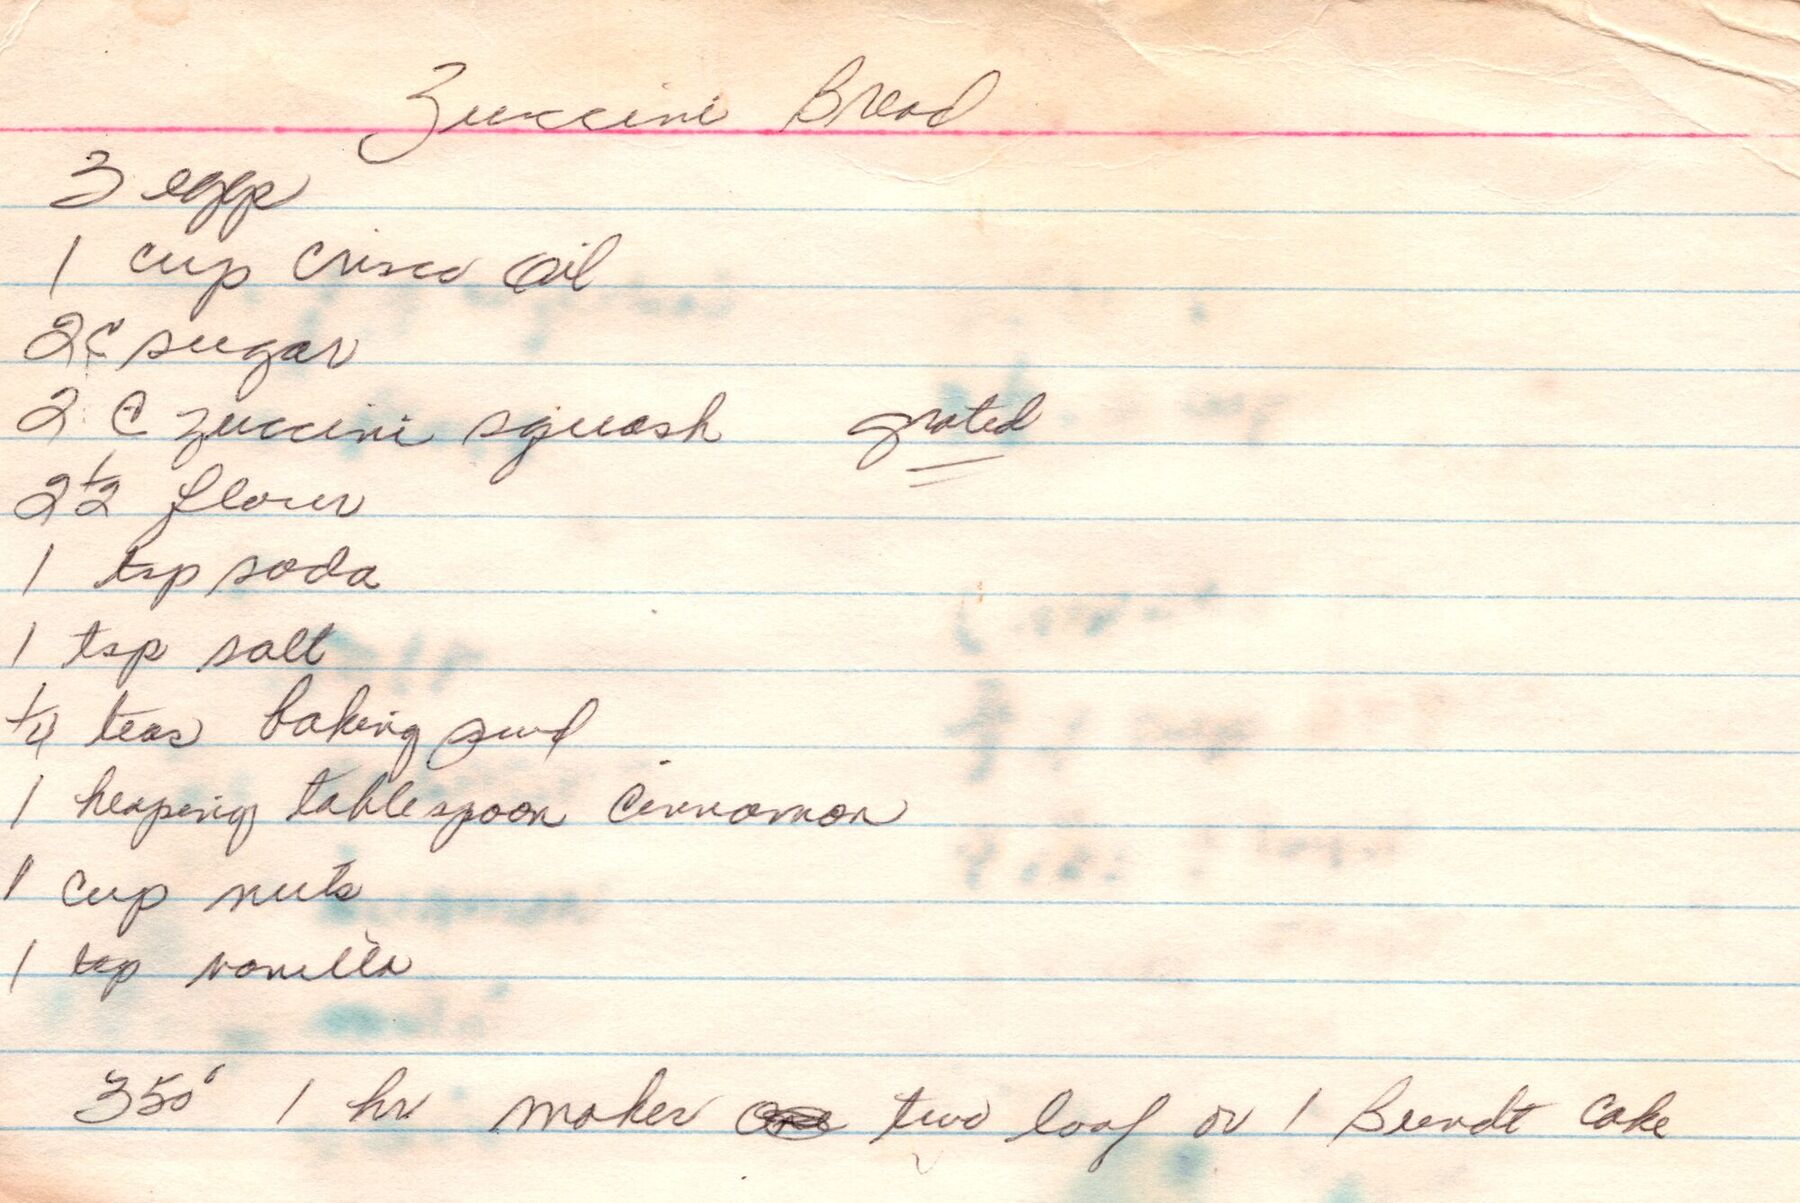 Zuccini Bread
3 eggs
1 cup Crisco Oil
2 c sugar
2 c zuccini squash grated
2 1/2 flour
1 tsp soda
1 tsp salt
1/4 teas baking
1 heaping tablespoon Cinnamon
1 cup nuts
1 tsp vanilla
350° 1 hr makes two loaf or 1 Bundt cake